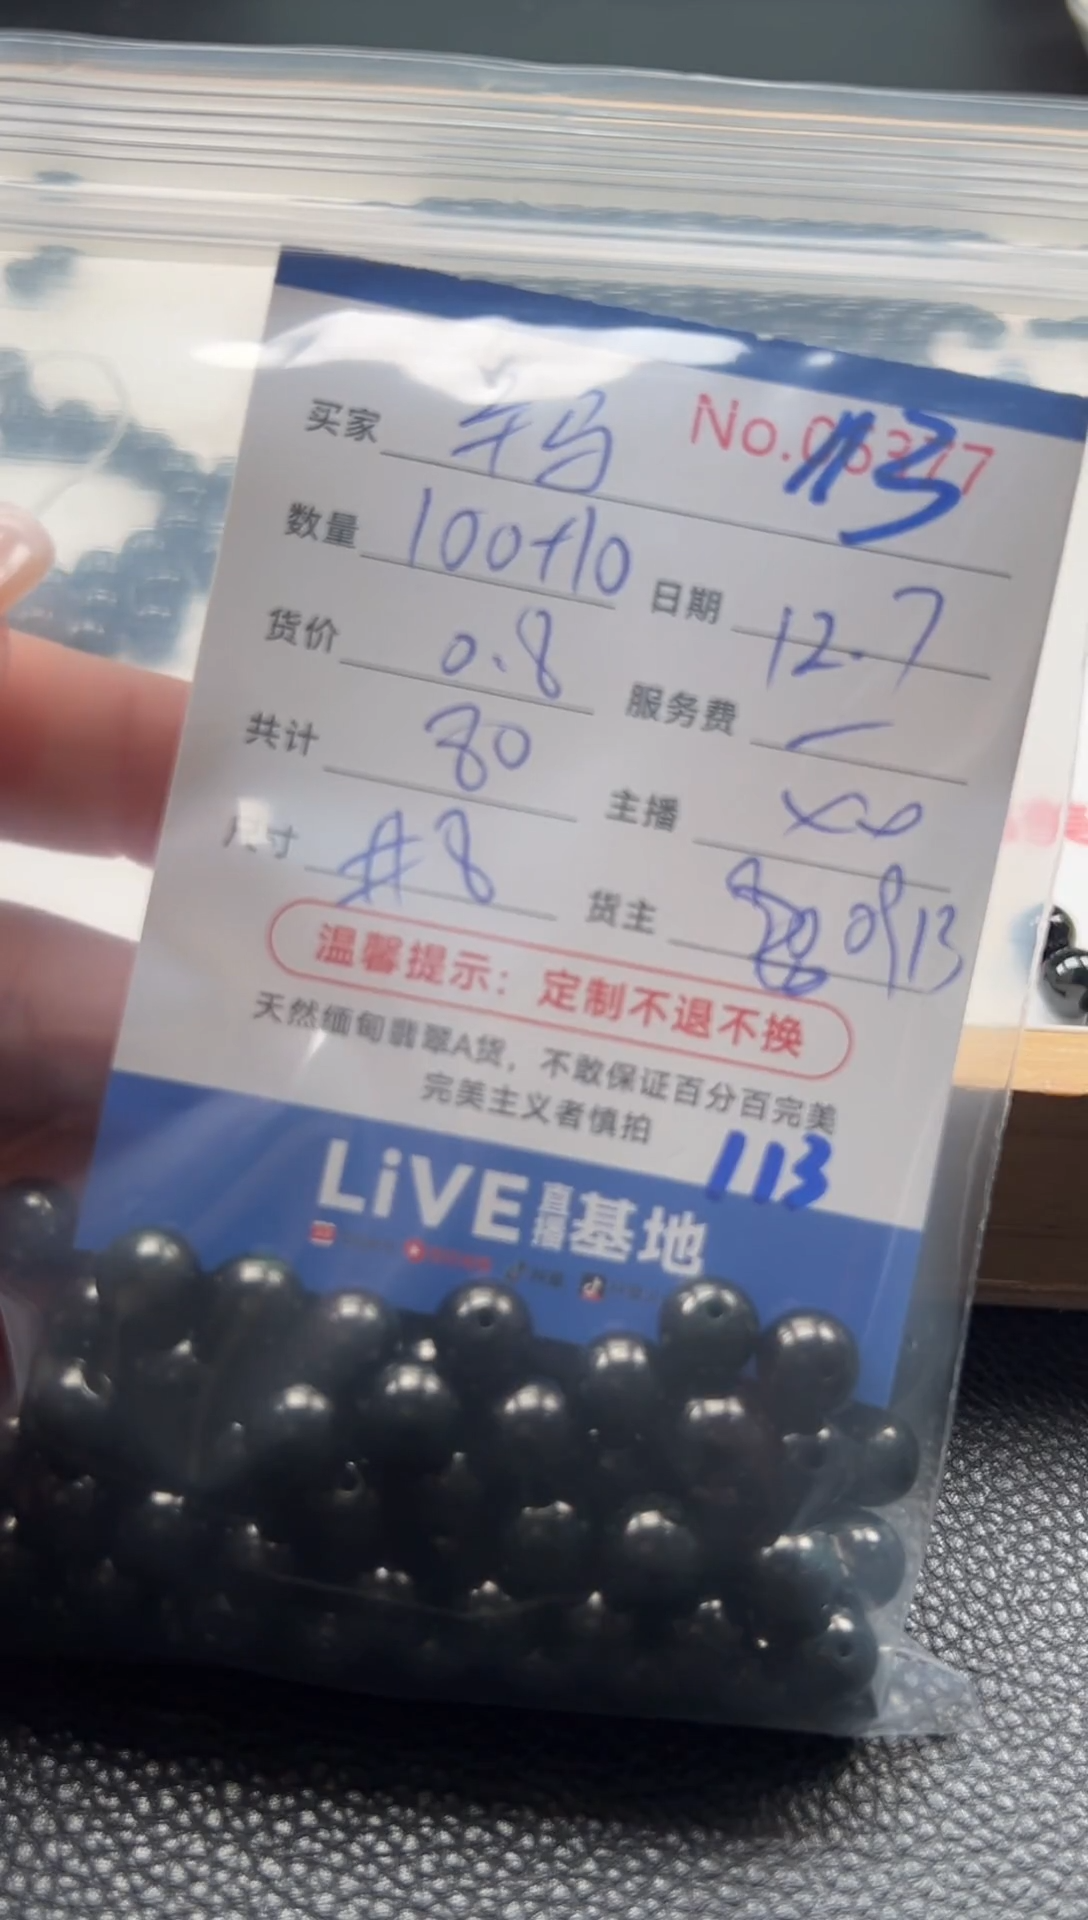 买家 No. 113
数量 100+10
日期 12.7
货价 0.8
服务费 —
共计 80
主播 xx
尺寸 #8
货主 0913
温馨提示：定制不退不换
天然缅甸翡翠A货，不敢保证百分百完美
完美主义者慎拍
113
LiVE直播基地